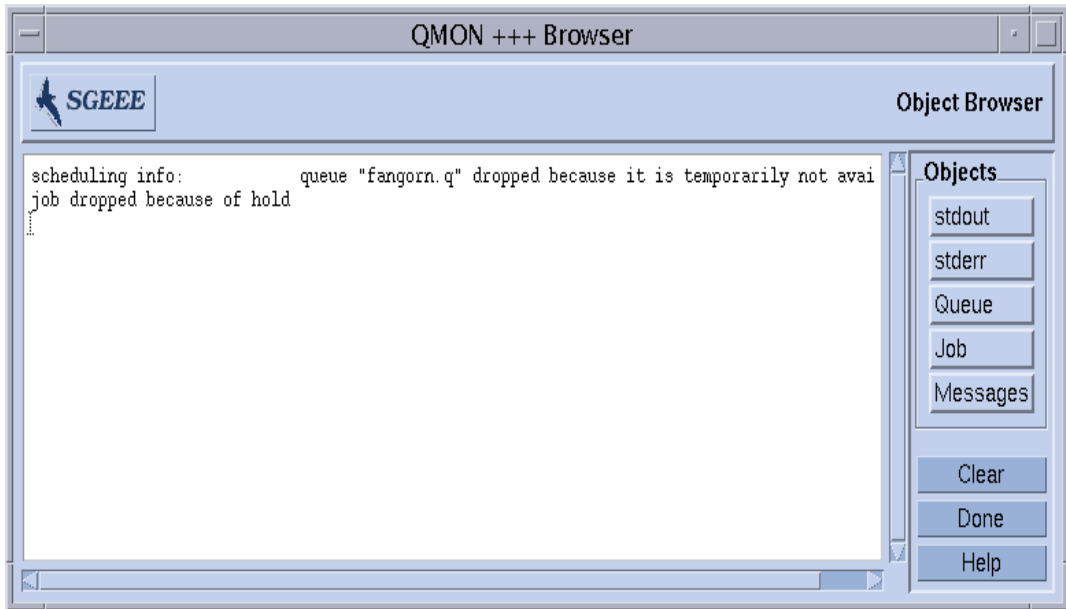 QMON +++ Browser
SGEEE
Object Browser
scheduling info: queue "fangorn.q" dropped because it is temporarily not avai
job dropped because of hold
Objects
stdout
stderr
Queue
Job
Messages
Clear
Done
Help